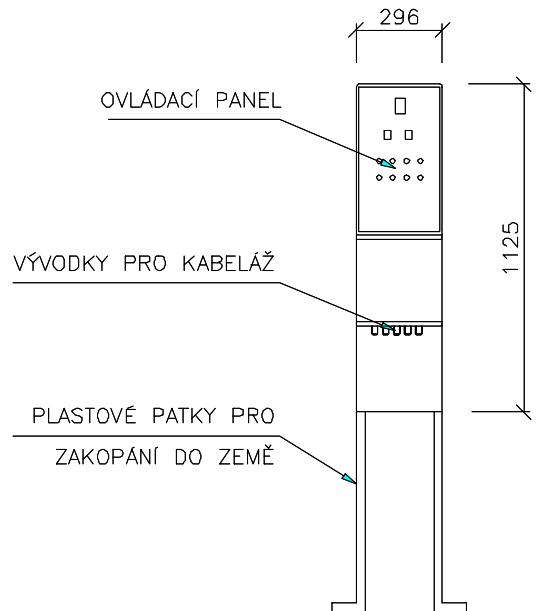 296
OVLÁDACÍ PANEL
1125
VÝVODKY PRO KABELÁŽ
PLASTOVÉ PATKY PRO
ZAKOPÁNÍ DO ZEMĚ